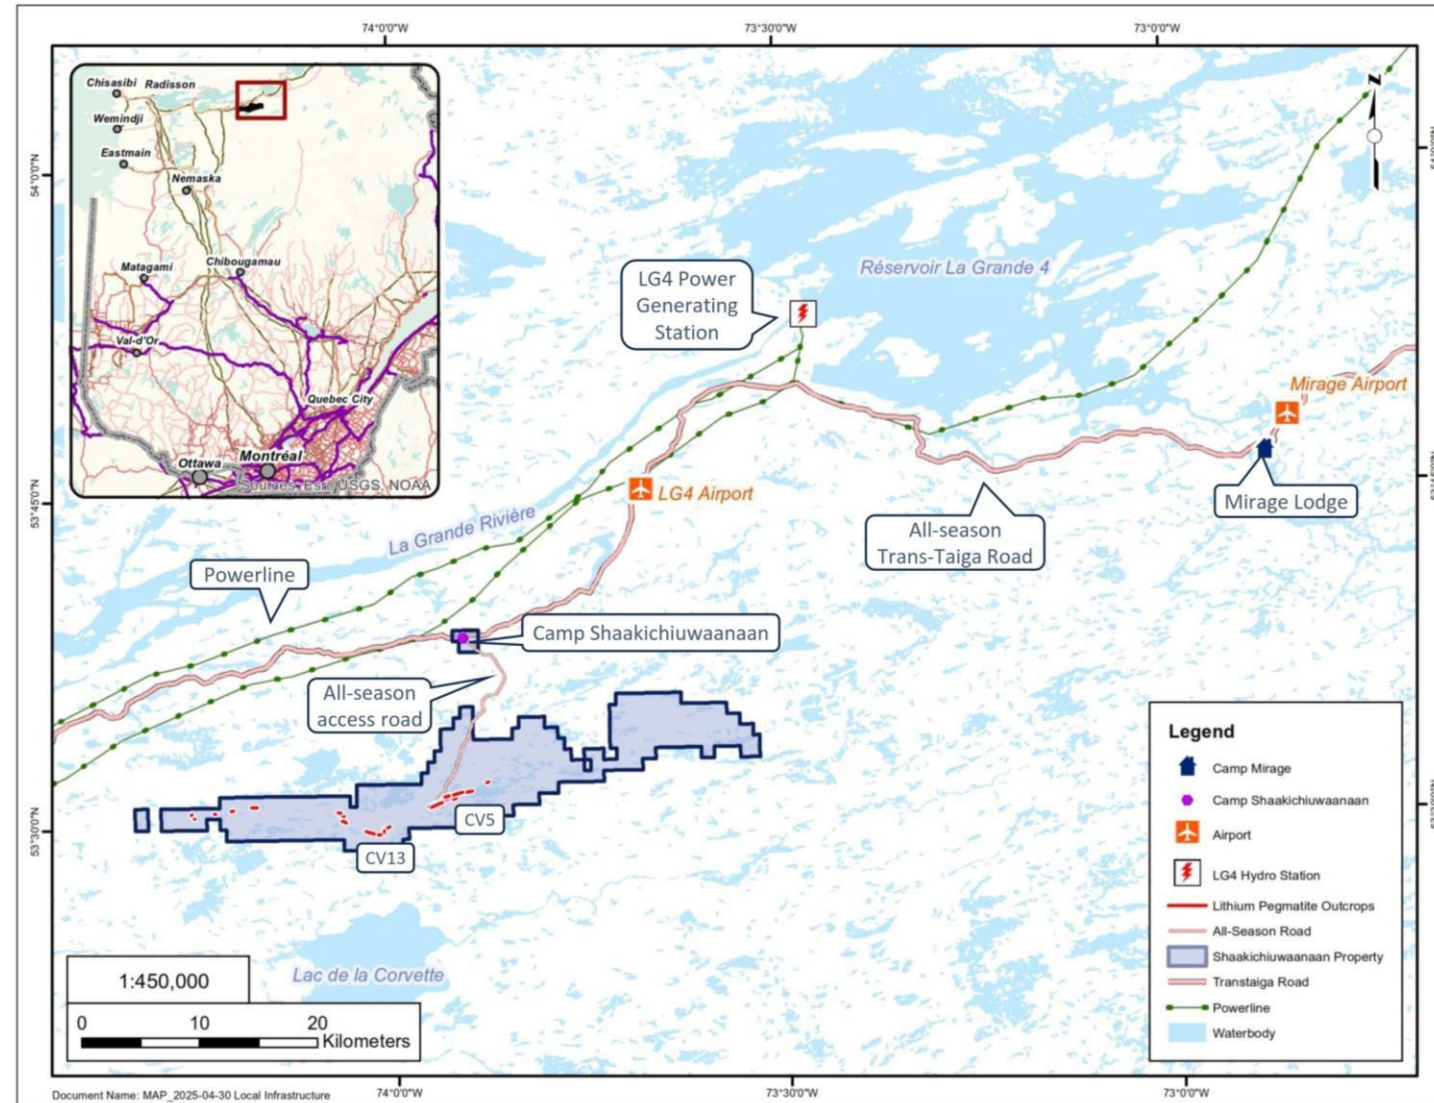 74°0'0"W
73°30'0"W
73°0'0"W
Chisasibi
Radisson
Wemindji
Eastmain
Nemaska
Matagami
Chibougamau
Val-d'Or
Quebec City
Ottawa
Montréal
Sources: Esri, USGS, NOAA
54°0'0"N
53°45'0"N
53°30'0"N
N
LG4 Power
Generating
Station
Réservoir La Grande 4
Mirage Airport
LG4 Airport
Mirage Lodge
All-season
Trans-Taiga Road
La Grande Rivière
Powerline
Camp Shaakichiuwaanaan
All-season
access road
CV5
CV13
Lac de la Corvette
Legend
Camp Mirage
Camp Shaakichiuwaanaan
Airport
LG4 Hydro Station
Lithium Pegmatite Outcrops
All-Season Road
Shaakichiuwaanaan Property
Transtaiga Road
Powerline
Waterbody
1:450,000
0 10 20
Kilometers
Document Name: MAP_2025-04-30 Local Infrastructure
74°0'0"W
73°30'0"W
73°0'0"W